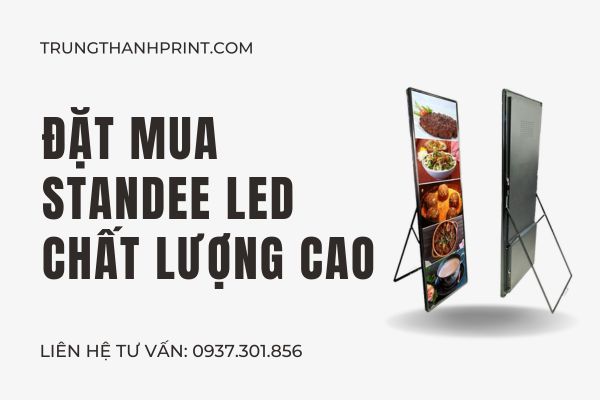 TRUNGTHANHPRINT.COM
ĐẶT MUA
STANDEE LED
CHẤT LƯỢNG CAO
LIÊN HỆ TƯ VẤN: 0937.301.856